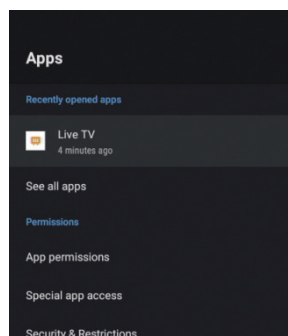 Apps
Recently opened apps
Live TV
4 minutes ago
See all apps
Permissions
App permissions
Special app access
Security & Restrictions